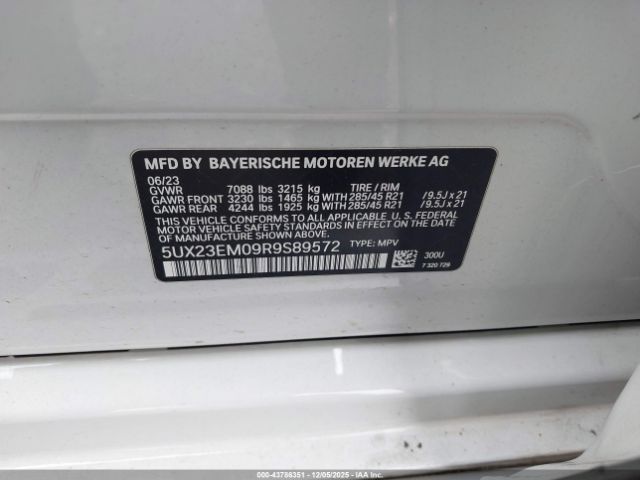 MFD BY BAYERISCHE MOTOREN WERKE AG
06/23
GVWR 7088 lbs 3215 kg TIRE / RIM
GAWR FRONT 3230 lbs 1465 kg WITH 285/45 R21 /9.5J x 21
GAWR REAR 4244 lbs 1925 kg WITH 285/45 R21 /9.5J x 21
THIS VEHICLE CONFORMS TO ALL APPLICABLE U. S. FEDERAL
MOTOR VEHICLE SAFETY STANDARDS IN EFFECT ON THE DATE
OF MANUFACTURE SHOWN ABOVE.
5UX23EM09R9S89572 TYPE: MPV
300U
7 320 729
000-43786351 - 12/05/2025 - COPYRIGHT IAA, LLC.